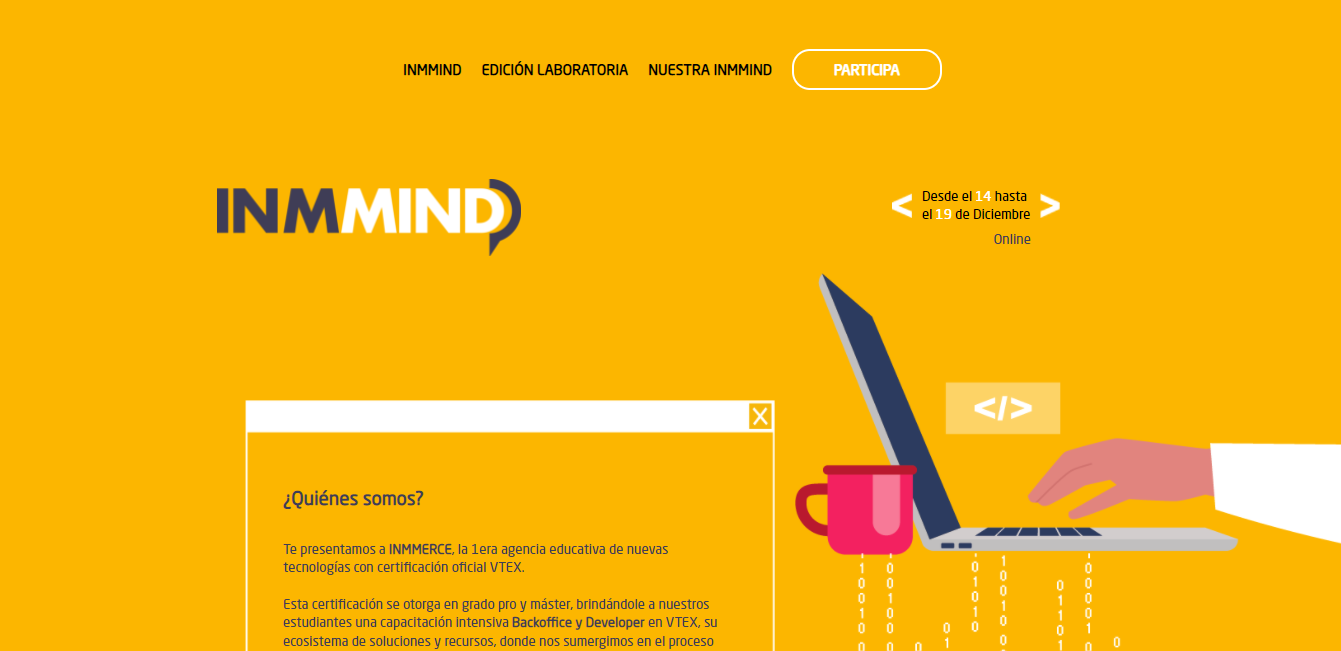 INMMIND EDICIÓN LABORATORIA NUESTRA INMMIND PARTICIPA
INMMIND
< Desde el 14 hasta >
el 19 de Diciembre
Online
</>
X
¿Quiénes somos?
Te presentamos a INMMERCE, la 1era agencia educativa de nuevas
tecnologías con certificación oficial VTEX.
Esta certificación se otorga en grado pro y máster, brindándole a nuestros
estudiantes una capacitación intensiva Backoffice y Developer en VTEX, su
ecosistema de soluciones y recursos, donde nos sumergimos en el proceso